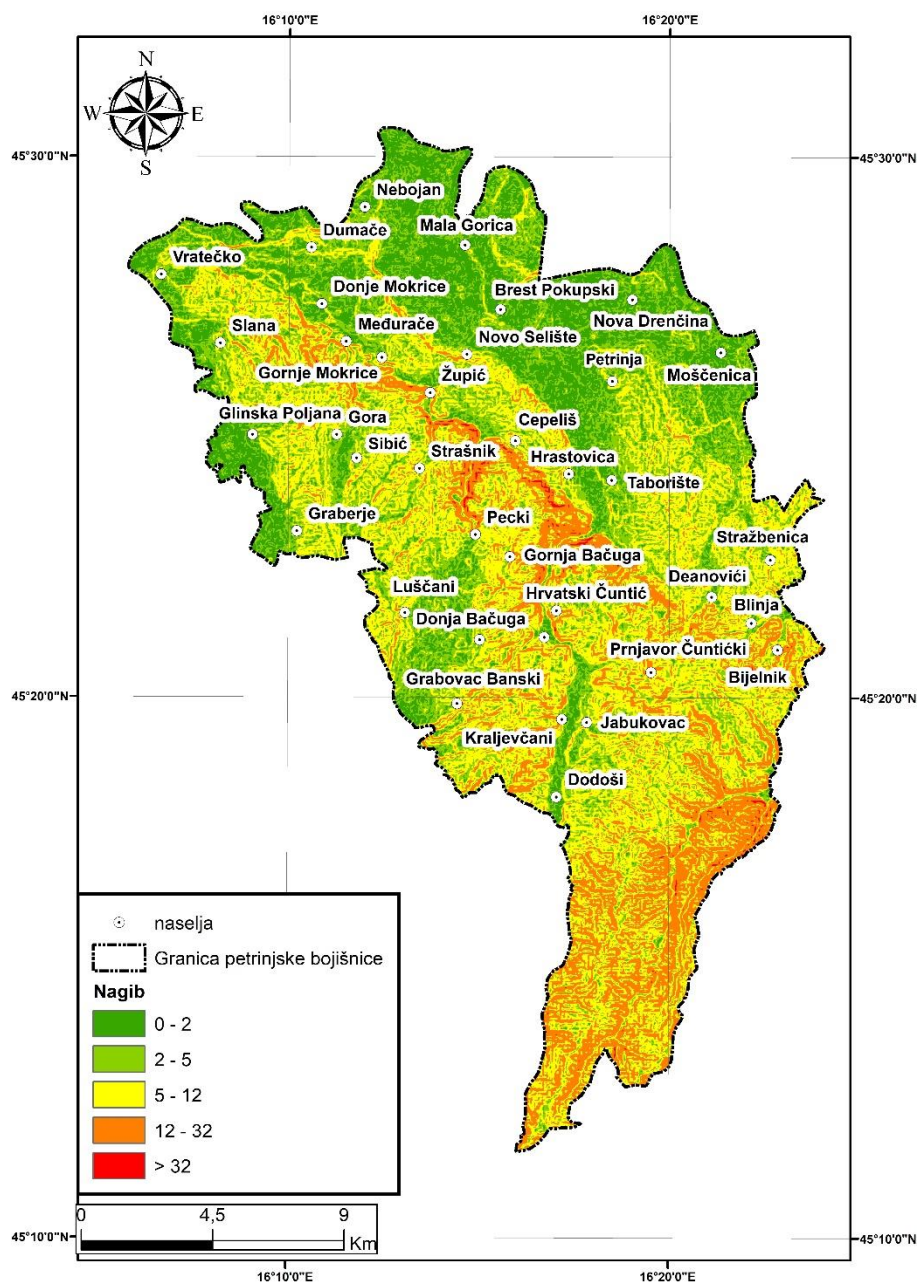 16°10'0"E
16°20'0"E
N
W E
S
45°30'0"N
45°30'0"N
Nebojan
Dumače
Mala Gorica
Vratečko
Donje Mokrice
Brest Pokupski
Slana
Međurače
Nova Drenčina
Novo Selište
Gornje Mokrice
Petrinja
Moščenica
Župić
Glinska Poljana
Gora
Cepeliš
Sibić
Strašnik
Hrastovica
Taborište
Graberje
Pecki
Stražbenica
Gornja Bačuga
Deanovići
Luščani
Hrvatski Čuntić
Blinja
Donja Bačuga
Prnjavor Čuntićki
Grabovac Banski
Bijelnik
45°20'0"N
45°20'0"N
Kraljevčani
Jabukovac
Dodoši
naselja
Granica petrinjske bojišnice
Nagib
0 - 2
2 - 5
5 - 12
12 - 32
> 32
0 4,5 9
Km
45°10'0"N
45°10'0"N
16°10'0"E
16°20'0"E